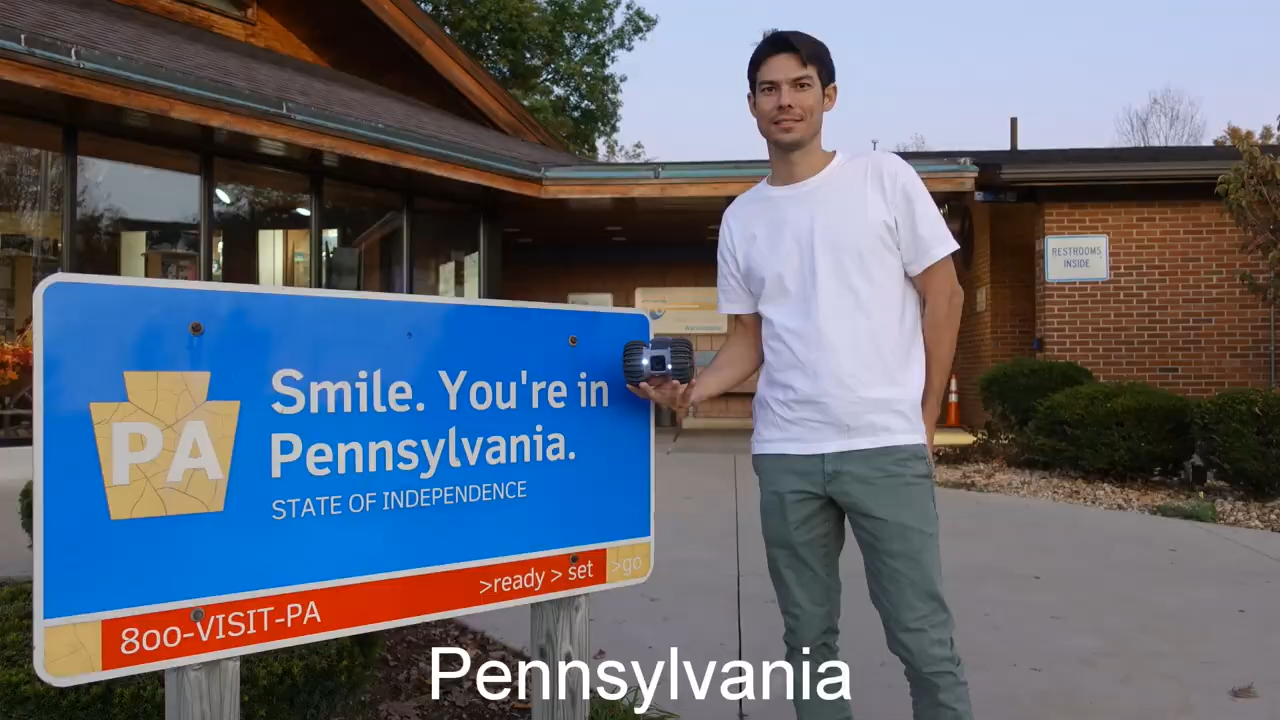 RESTROOMS
INSIDE
PA
Smile. You're in
Pennsylvania.
STATE OF INDEPENDENCE
>ready > set >go
800-VISIT-PA
Pennsylvania